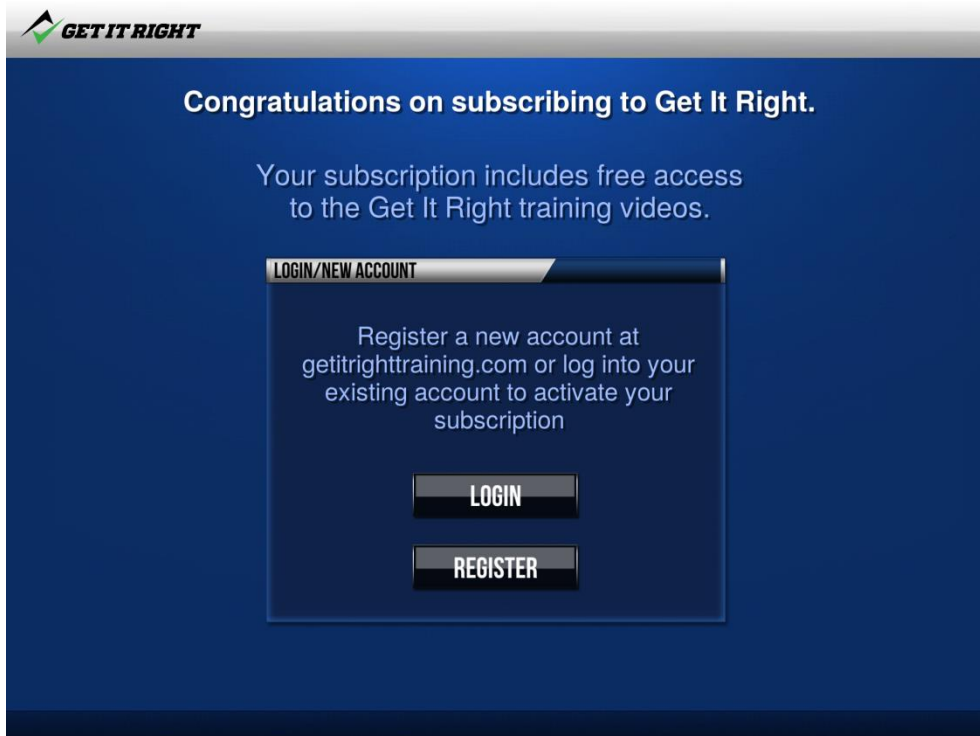 GET IT RIGHT
Congratulations on subscribing to Get It Right.
Your subscription includes free access
to the Get It Right training videos.
LOGIN/NEW ACCOUNT
Register a new account at
getitrighttraining.com or log into your
existing account to activate your
subscription
LOGIN
REGISTER